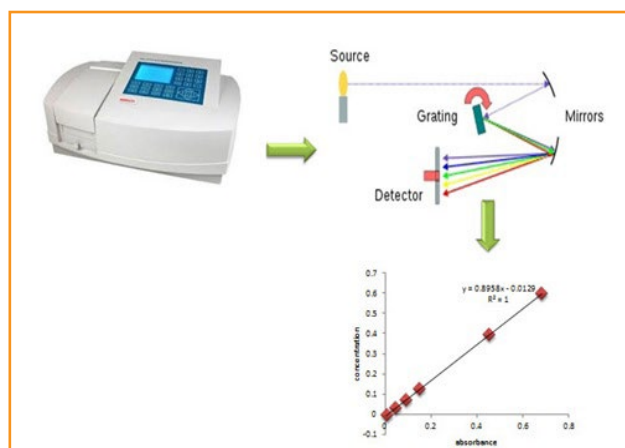 Source
Grating
Mirrors
Detector
y = 0.8958x - 0.0129
R² = 1
0.7
0.6
0.5
0.4
0.3
0.2
0.1
0
-0.1
0
0.2
0.4
0.6
0.8
concentration
absorbance